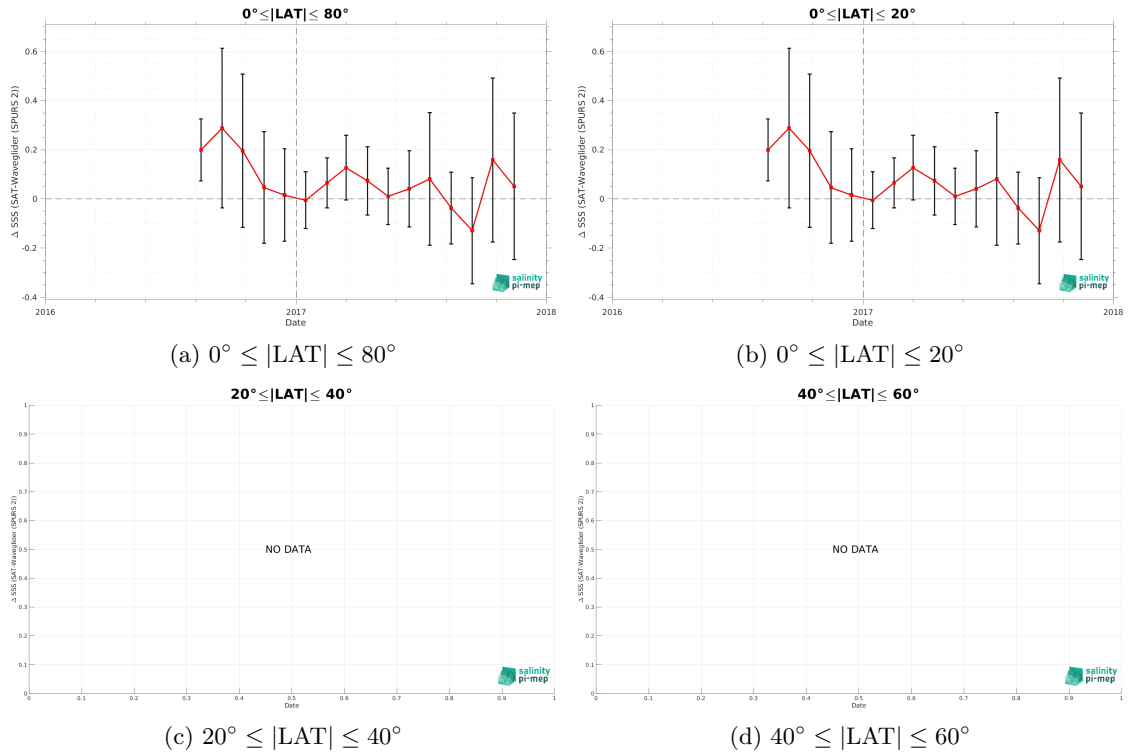 0°≤|LAT|≤ 80°
Δ SSS (SAT-Waveglider (SPURS 2))
0.6
0.4
0.2
0
-0.2
-0.4
2016
2017
2018
Date
salinity
pi-mep
(a) 0° ≤ |LAT| ≤ 80°
0°≤|LAT|≤ 20°
Δ SSS (SAT-Waveglider (SPURS 2))
0.6
0.4
0.2
0
-0.2
-0.4
2016
2017
2018
Date
salinity
pi-mep
(b) 0° ≤ |LAT| ≤ 20°
20°≤|LAT|≤ 40°
Δ SSS (SAT-Waveglider (SPURS 2))
1
0.9
0.8
0.7
0.6
0.5
0.4
0.3
0.2
0.1
0
NO DATA
0 0.1 0.2 0.3 0.4 0.5 0.6 0.7 0.8 0.9 1
Date
salinity
pi-mep
(c) 20° ≤ |LAT| ≤ 40°
40°≤|LAT|≤ 60°
Δ SSS (SAT-Waveglider (SPURS 2))
1
0.9
0.8
0.7
0.6
0.5
0.4
0.3
0.2
0.1
0
NO DATA
0 0.1 0.2 0.3 0.4 0.5 0.6 0.7 0.8 0.9 1
Date
salinity
pi-mep
(d) 40° ≤ |LAT| ≤ 60°